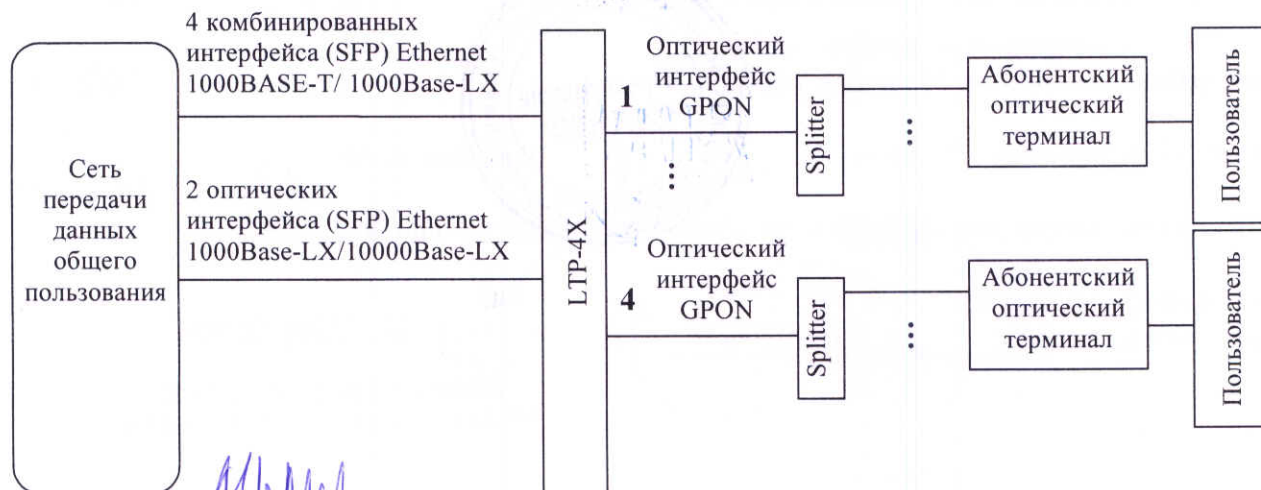 4 комбинированных
интерфейса (SFP) Ethernet
1000BASE-T/ 1000Base-LX
Сеть
передачи
данных
общего
пользования
2 оптических
интерфейса (SFP) Ethernet
1000Base-LX/10000Base-LX
LTP-4X
1
Оптический
интерфейс
GPON
...
Splitter
...
Абонентский
оптический
терминал
Пользователь
4
Оптический
интерфейс
GPON
Splitter
...
Абонентский
оптический
терминал
Пользователь